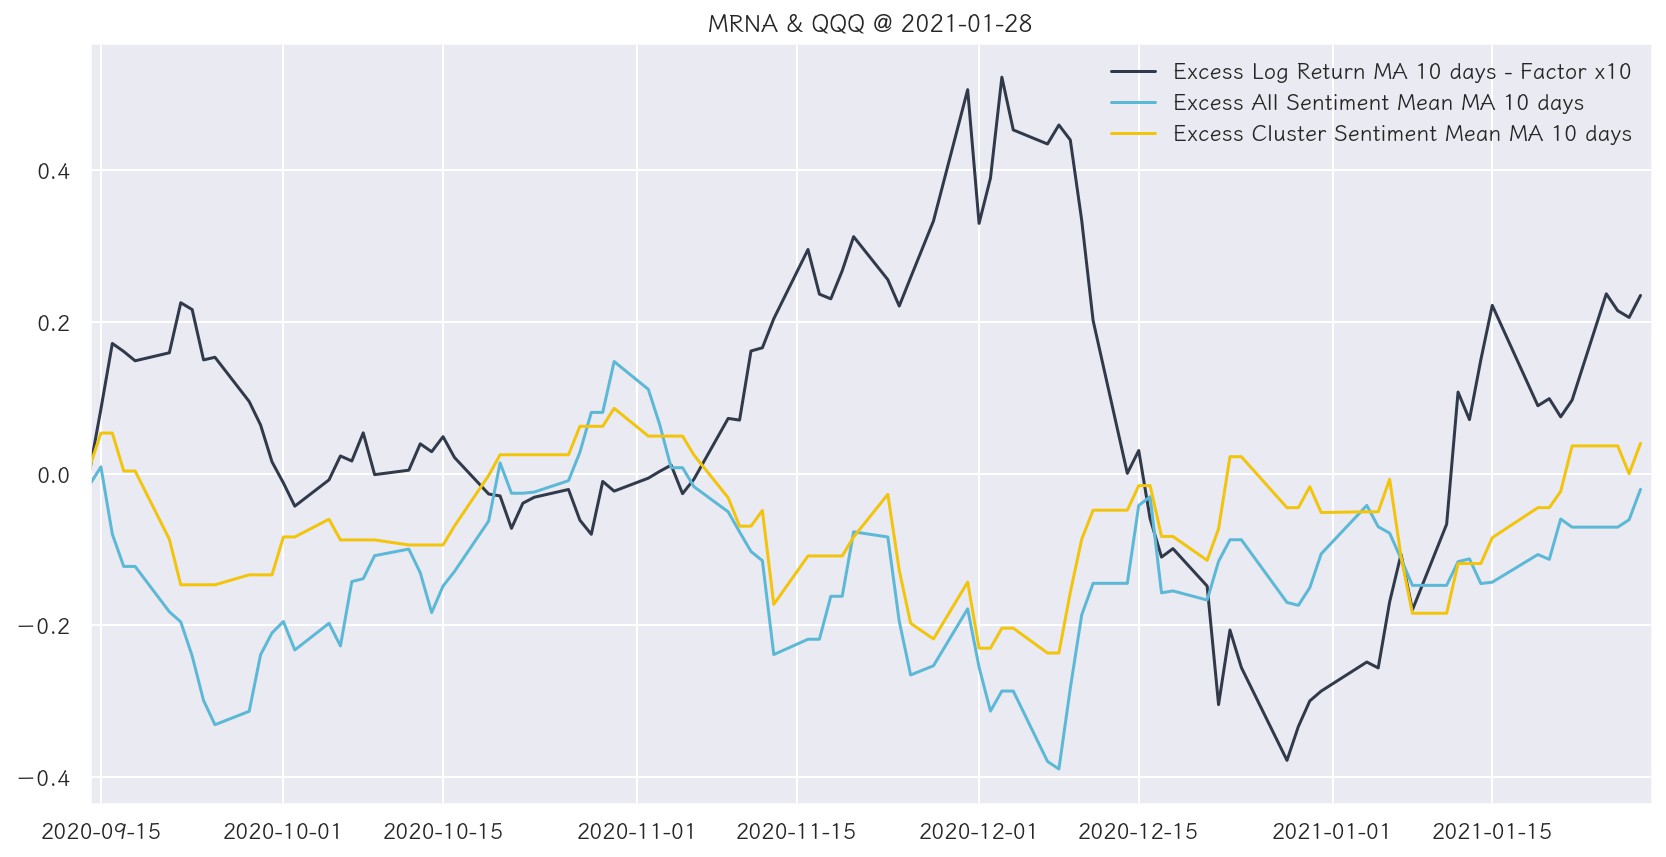 MRNA & QQQ @ 2021-01-28
Excess Log Return MA 10 days - Factor x10
Excess All Sentiment Mean MA 10 days
Excess Cluster Sentiment Mean MA 10 days
0.4
0.2
0.0
−0.2
−0.4
2020-09-15 2020-10-01 2020-10-15 2020-11-01 2020-11-15 2020-12-01 2020-12-15 2021-01-01 2021-01-15